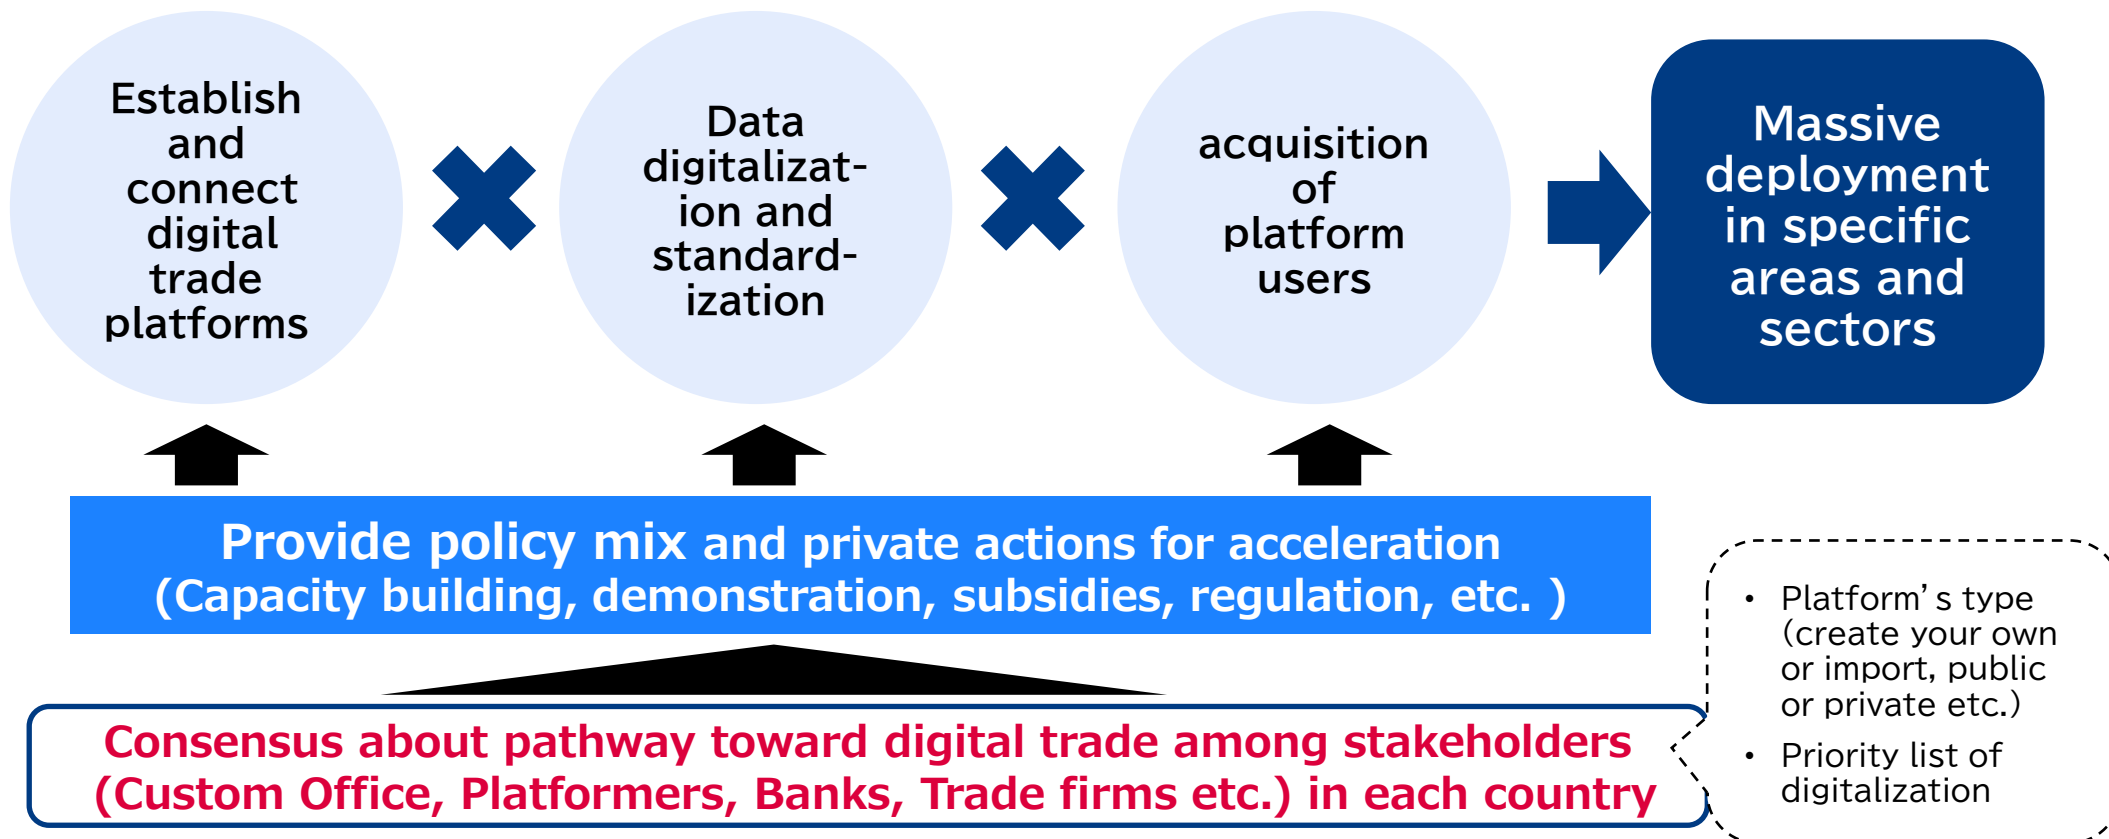 Establish
and
connect
digital
trade
platforms
Data
digitalizat-
ion and
standard-
ization
acquisition
of
platform
users
Massive
deployment
in specific
areas and
sectors
Provide policy mix and private actions for acceleration
(Capacity building, demonstration, subsidies, regulation, etc. )
Consensus about pathway toward digital trade among stakeholders
(Custom Office, Platformers, Banks, Trade firms etc.) in each country
• Platform’s type
(create your own
or import, public
or private etc.)
• Priority list of
digitalization